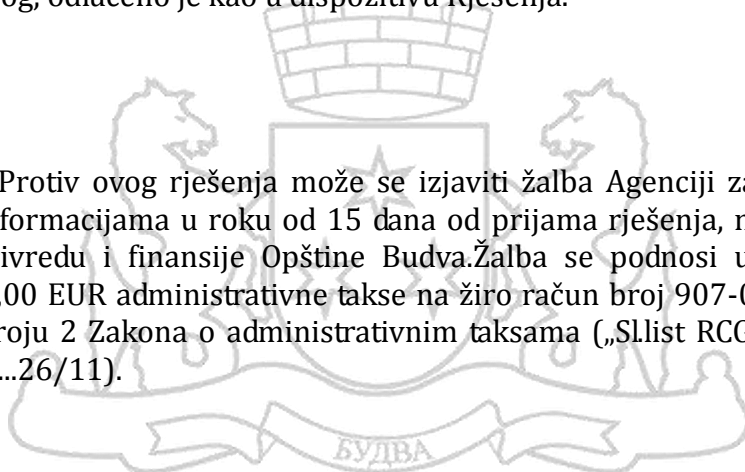 og, odlučeno je kao u dispozitivu Rješenja.
Protiv ovog rješenja može se izjaviti žalba Agenciji za
formacijama u roku od 15 dana od prijama rješenja,
ivredu i finansije Opštine Budva.Žalba se podnosi u
,00 EUR administrativne takse na žiro račun broj 907-
roju 2 Zakona o administrativnim taksama („Sl.list RCG
...26/11).
БУДВА